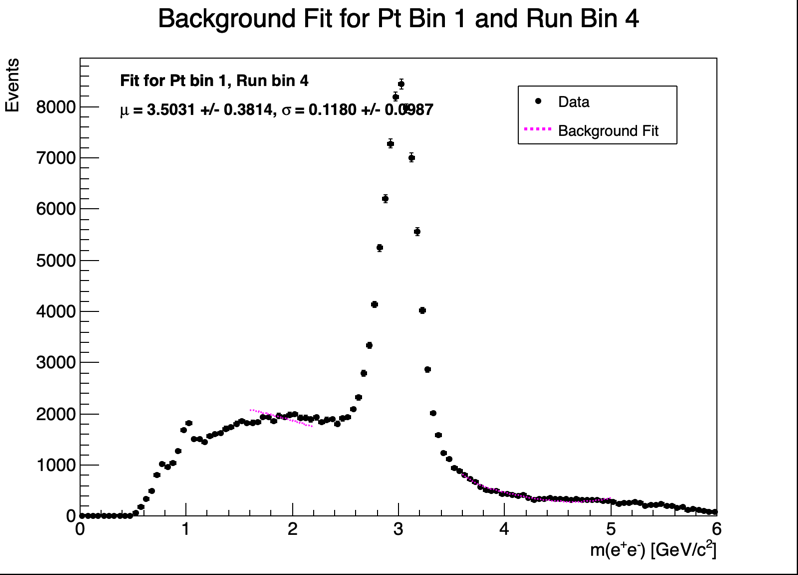 Background Fit for Pt Bin 1 and Run Bin 4
Events
Fit for Pt bin 1, Run bin 4
μ = 3.5031 +/- 0.3814, σ = 0.1180 +/- 0.0987
Data
Background Fit
8000
7000
6000
5000
4000
3000
2000
1000
0
0 1 2 3 4 5 6
m(e⁺e⁻) [GeV/c²]